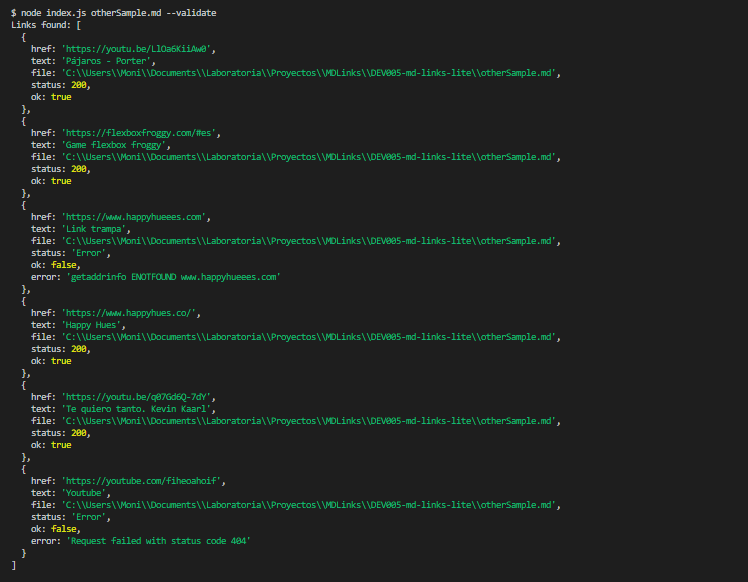 $ node index.js otherSample.md --validate
Links found: [
  {
    href: 'https://youtu.be/LlOa6KiiAw0',
    text: 'Pájaros - Porter',
    file: 'C:\\Users\\Moni\\Documents\\Laboratoria\\Proyectos\\MDLinks\\DEV005-md-links-lite\\otherSample.md',
    status: 200,
    ok: true
  },
  {
    href: 'https://flexboxfroggy.com/#es',
    text: 'Game flexbox froggy',
    file: 'C:\\Users\\Moni\\Documents\\Laboratoria\\Proyectos\\MDLinks\\DEV005-md-links-lite\\otherSample.md',
    status: 200,
    ok: true
  },
  {
    href: 'https://www.happyhueees.com',
    text: 'Link trampa',
    file: 'C:\\Users\\Moni\\Documents\\Laboratoria\\Proyectos\\MDLinks\\DEV005-md-links-lite\\otherSample.md',
    status: 'Error',
    ok: false,
    error: 'getaddrinfo ENOTFOUND www.happyhueees.com'
  },
  {
    href: 'https://www.happyhues.co/',
    text: 'Happy Hues',
    file: 'C:\\Users\\Moni\\Documents\\Laboratoria\\Proyectos\\MDLinks\\DEV005-md-links-lite\\otherSample.md',
    status: 200,
    ok: true
  },
  {
    href: 'https://youtu.be/q07Gd6Q-7dY',
    text: 'Te quiero tanto. Kevin Kaarl',
    file: 'C:\\Users\\Moni\\Documents\\Laboratoria\\Proyectos\\MDLinks\\DEV005-md-links-lite\\otherSample.md',
    status: 200,
    ok: true
  },
  {
    href: 'https://youtube.com/fiheoahoif',
    text: 'Youtube',
    file: 'C:\\Users\\Moni\\Documents\\Laboratoria\\Proyectos\\MDLinks\\DEV005-md-links-lite\\otherSample.md',
    status: 'Error',
    ok: false,
    error: 'Request failed with status code 404'
  }
]